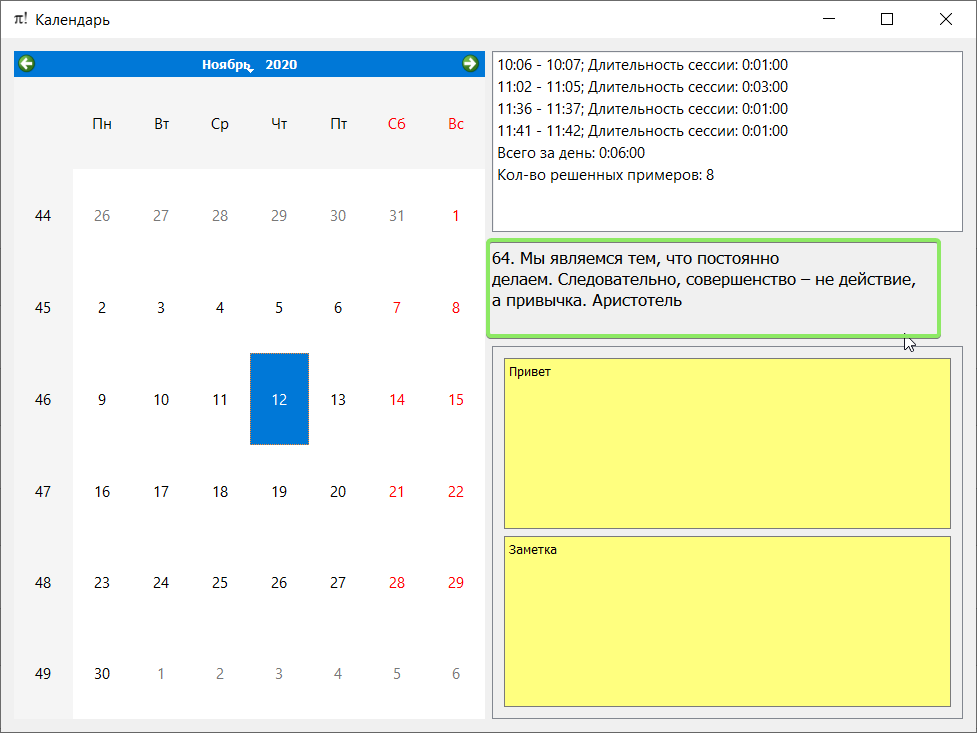 π! Календарь
Ноябрь 2020
Пн Вт Ср Чт Пт Сб Вс
44 26 27 28 29 30 31 1
45 2 3 4 5 6 7 8
46 9 10 11 12 13 14 15
47 16 17 18 19 20 21 22
48 23 24 25 26 27 28 29
49 30 1 2 3 4 5 6
10:06 - 10:07; Длительность сессии: 0:01:00
11:02 - 11:05; Длительность сессии: 0:03:00
11:36 - 11:37; Длительность сессии: 0:01:00
11:41 - 11:42; Длительность сессии: 0:01:00
Всего за день: 0:06:00
Кол-во решенных примеров: 8
64. Мы являемся тем, что постоянно
делаем. Следовательно, совершенство – не действие,
а привычка. Аристотель
Привет
Заметка